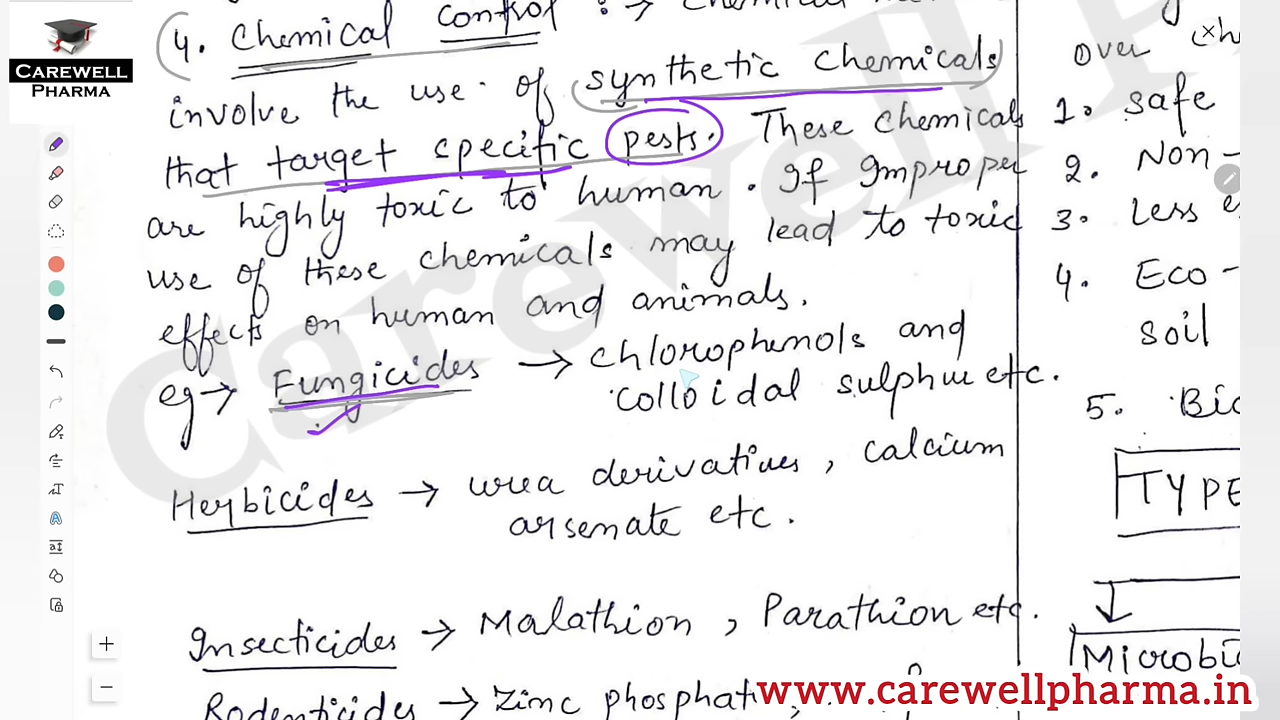 CAREWELL
PHARMA
4. Chemical control :→ Chemical
involve the use of synthetic chemicals
that target specific pests. These chemicals
are highly toxic to human. If Improper
use of these chemicals may lead to toxic
effects on human and animals.
eg → Fungicides → chlorophenols and
colloidal sulphur etc.
Herbicides → urea derivatives, calcium
arsenate etc.
Insecticides → Malathion, Parathion etc.
Rodenticides → Zinc phosphat
over
1. safe
2. Non-
3. Less e
4. Eco-
soil
5. Bio
TYPE
Microbi
www.carewellpharma.in
Carewell P